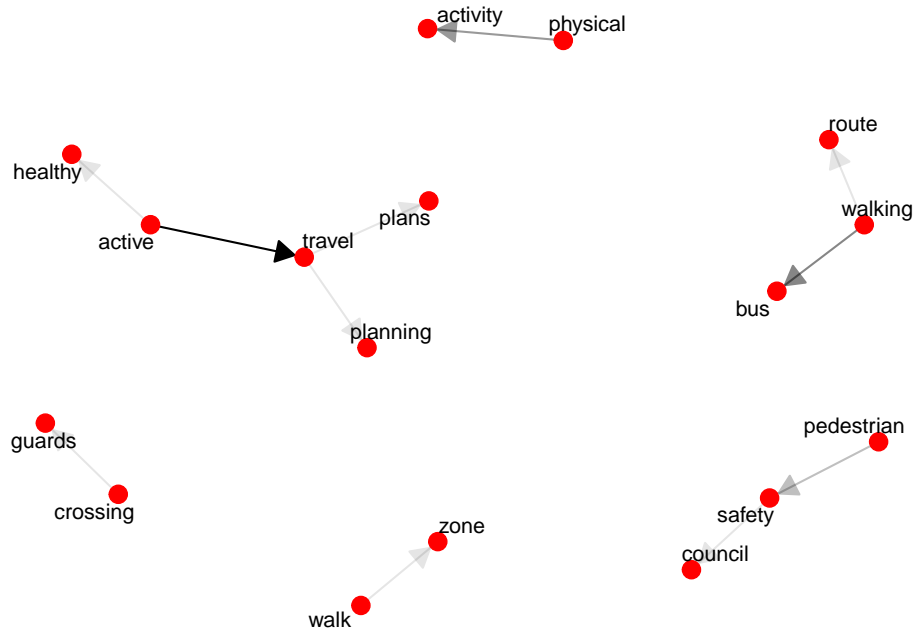 activity
physical
route
healthy
plans
walking
active
travel
bus
planning
pedestrian
guards
crossing
safety
zone
council
walk